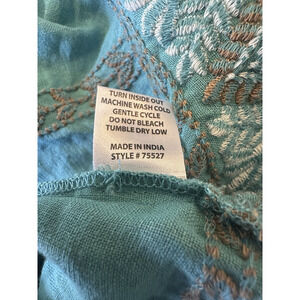 TURN INSIDE OUT
MACHINE WASH COLD
GENTLE CYCLE
DO NOT BLEACH
TUMBLE DRY LOW
MADE IN INDIA
STYLE # 75527